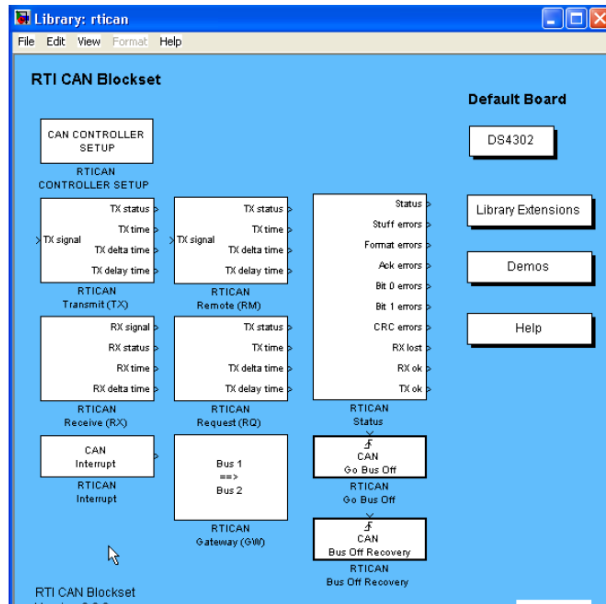 Library: rtican
File Edit View Format Help
RTI CAN Blockset
Default Board
CAN CONTROLLER
SETUP
RTICAN
CONTROLLER SETUP
DS4302
TX signal
TX status
TX time
TX delta time
TX delay time
RTICAN
Transmit (TX)
TX signal
TX status
TX time
TX delta time
TX delay time
RTICAN
Remote (RM)
Status
Stuff errors
Format errors
Ack errors
Bit 0 errors
Bit 1 errors
CRC errors
RX lost
RX ok
TX ok
RTICAN
Status
Library Extensions
Demos
Help
RX signal
RX status
RX time
RX delta time
RTICAN
Receive (RX)
TX status
TX time
TX delta time
TX delay time
RTICAN
Request (RQ)
CAN
Interrupt
RTICAN
Interrupt
Bus 1
==>
Bus 2
RTICAN
Gateway (GW)
CAN
Go Bus Off
RTICAN
Go Bus Off
CAN
Bus Off Recovery
RTICAN
Bus Off Recovery
RTI CAN Blockset